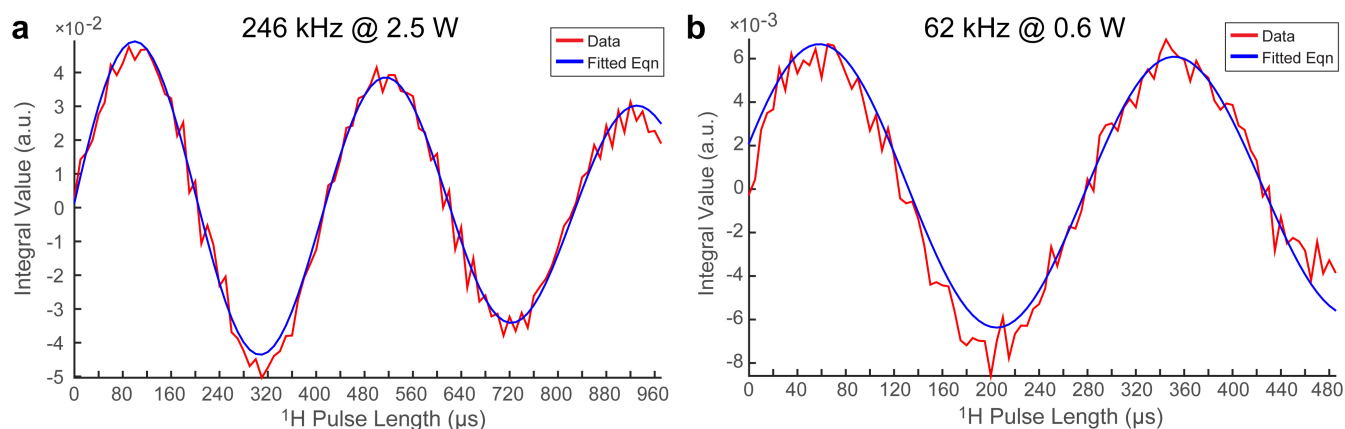 a
246 kHz @ 2.5 W
×10⁻²
Data
Fitted Eqn
Integral Value (a.u.)
4
3
2
1
0
-1
-2
-3
-4
-5
0 80 160 240 320 400 480 560 640 720 800 880 960
¹H Pulse Length (µs)
b
62 kHz @ 0.6 W
×10⁻³
Data
Fitted Eqn
Integral Value (a.u.)
6
4
2
0
-2
-4
-6
-8
0 40 80 120 160 200 240 280 320 360 400 440 480
¹H Pulse Length (µs)